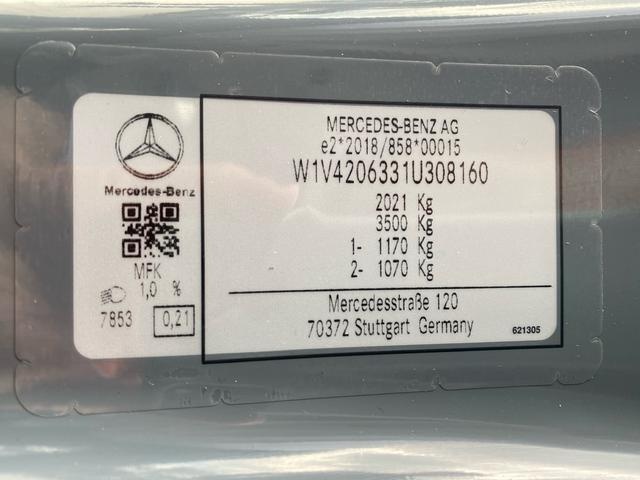 Mercedes-Benz
MFK
1,0 %
7853 0,21
MERCEDES-BENZ AG
e2*2018/858*00015
W1V4206331U308160
2021 Kg
3500 Kg
1- 1170 Kg
2- 1070 Kg
Mercedesstraße 120
70372 Stuttgart Germany
621305